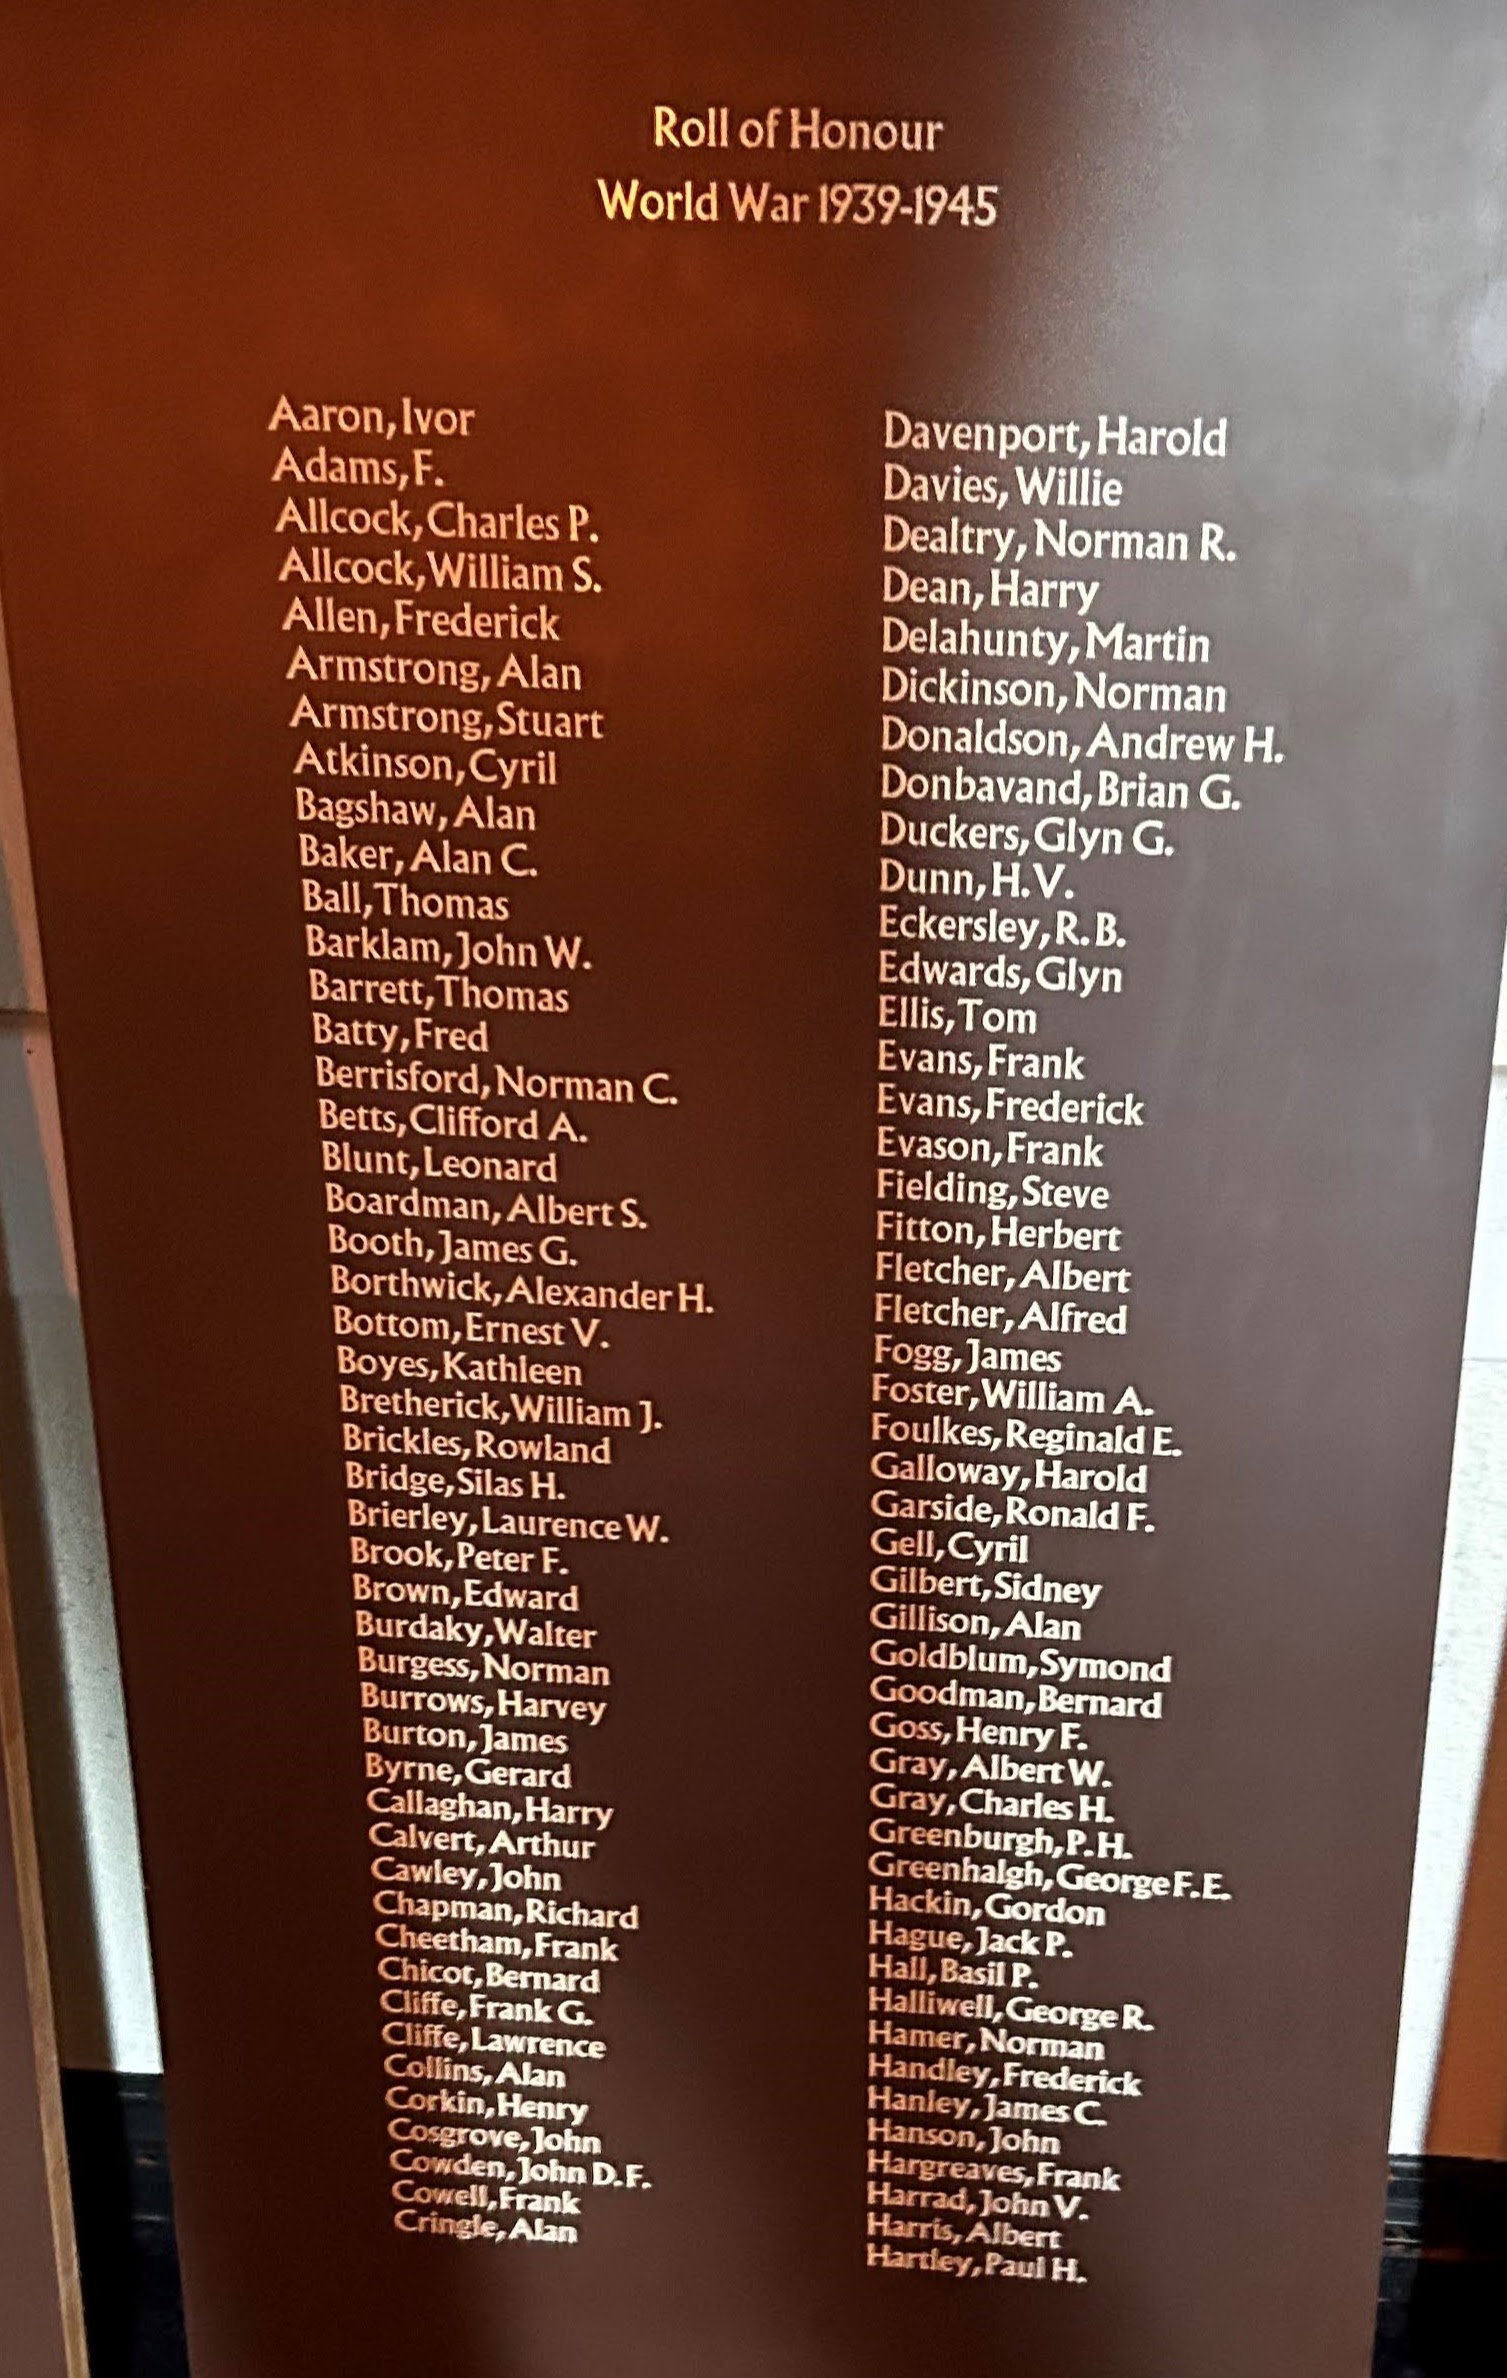 Roll of Honour
World War 1939-1945
Aaron, Ivor
Adams, F.
Allcock, Charles P.
Allcock, William S.
Allen, Frederick
Armstrong, Alan
Armstrong, Stuart
Atkinson, Cyril
Bagshaw, Alan
Baker, Alan C.
Ball, Thomas
Barklam, John W.
Barrett, Thomas
Batty, Fred
Berrisford, Norman C.
Betts, Clifford A.
Blunt, Leonard
Boardman, Albert S.
Booth, James G.
Borthwick, Alexander H.
Bottom, Ernest V.
Boyes, Kathleen
Bretherick, William J.
Brickles, Rowland
Bridge, Silas H.
Brierley, Laurence W.
Brook, Peter F.
Brown, Edward
Burdaky, Walter
Burgess, Norman
Burrows, Harvey
Burton, James
Byrne, Gerard
Callaghan, Harry
Calvert, Arthur
Cawley, John
Chapman, Richard
Cheetham, Frank
Chicot, Bernard
Cliffe, Frank G.
Cliffe, Lawrence
Collins, Alan
Corkin, Henry
Cosgrove, John
Cowden, John D.F.
Cowell, Frank
Cringle, Alan
Davenport, Harold
Davies, Willie
Dealtry, Norman R.
Dean, Harry
Delahunty, Martin
Dickinson, Norman
Donaldson, Andrew H.
Donbavand, Brian G.
Duckers, Glyn G.
Dunn, H.V.
Eckersley, R.B.
Edwards, Glyn
Ellis, Tom
Evans, Frank
Evans, Frederick
Evason, Frank
Fielding, Steve
Fitton, Herbert
Fletcher, Albert
Fletcher, Alfred
Fogg, James
Foster, William A.
Foulkes, Reginald E.
Galloway, Harold
Garside, Ronald F.
Gell, Cyril
Gilbert, Sidney
Gillison, Alan
Goldblum, Symond
Goodman, Bernard
Goss, Henry F.
Gray, Albert W.
Gray, Charles H.
Greenburgh, P.H.
Greenhalgh, George F.E.
Hackin, Gordon
Hague, Jack P.
Hall, Basil P.
Halliwell, George R.
Hamer, Norman
Handley, Frederick
Hanley, James C.
Hanson, John
Hargreaves, Frank
Harrad, John V.
Harris, Albert
Hartley, Paul H.